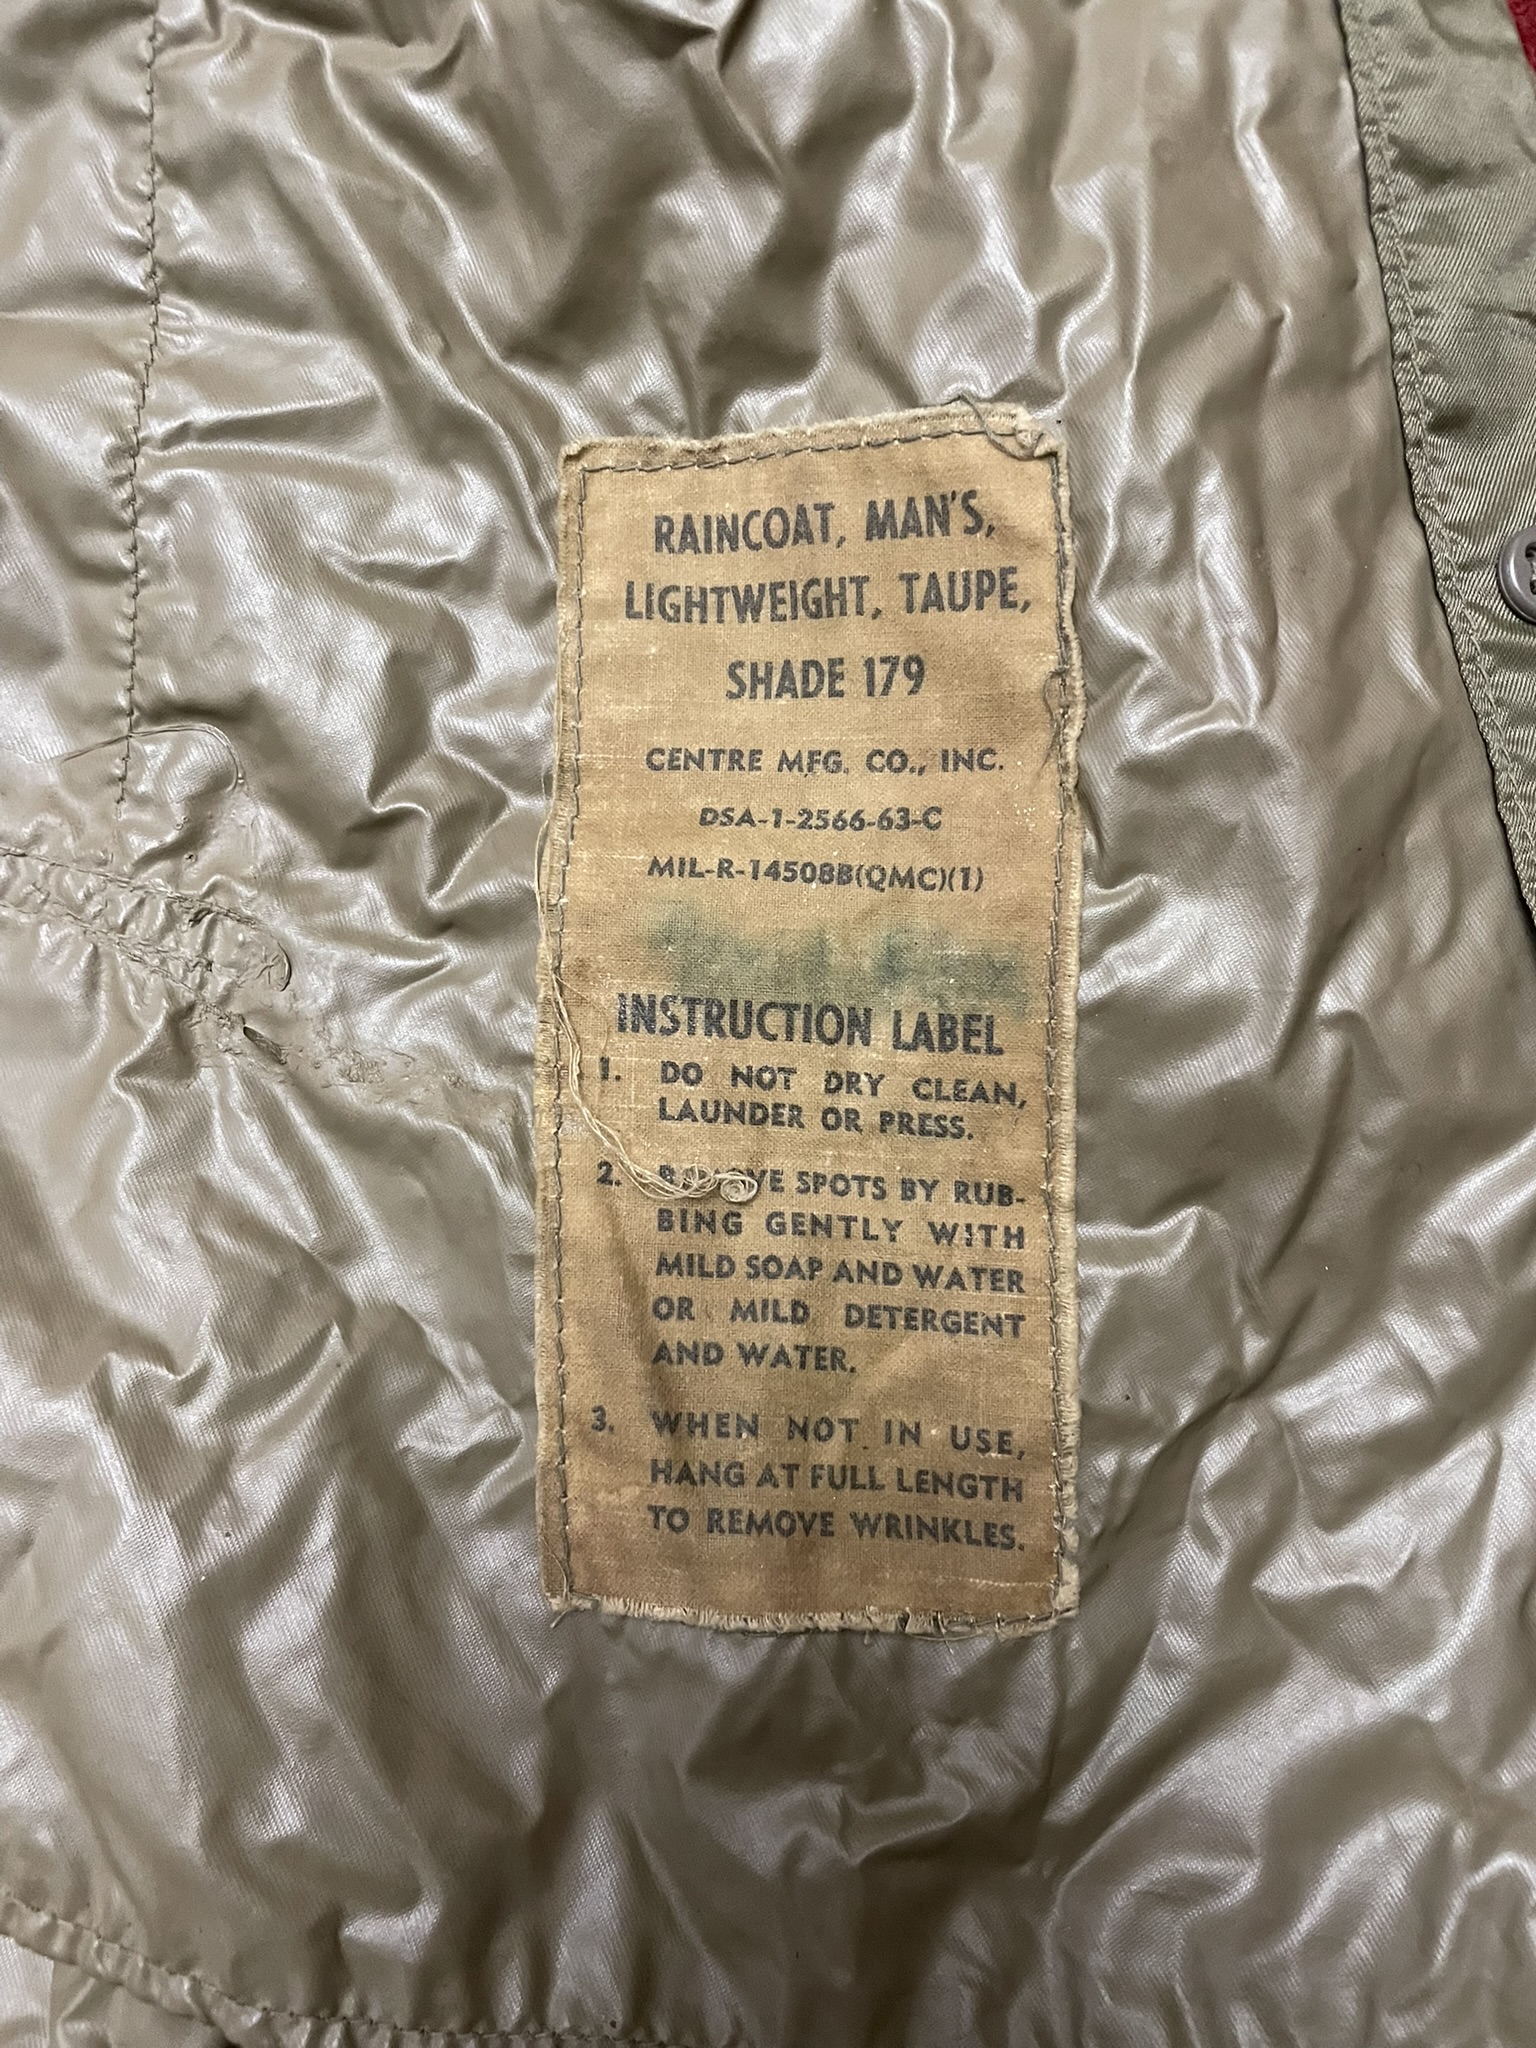 RAINCOAT, MAN'S,
LIGHTWEIGHT, TAUPE,
SHADE 179
CENTRE MFG. CO., INC.
DSA-1-2566-63-C
MIL-R-14508B(QMC)(1)
INSTRUCTION LABEL
1. DO NOT DRY CLEAN,
LAUNDER OR PRESS.
2. REMOVE SPOTS BY RUB-
BING GENTLY WITH
MILD SOAP AND WATER
OR MILD DETERGENT
AND WATER.
3. WHEN NOT IN USE,
HANG AT FULL LENGTH
TO REMOVE WRINKLES.